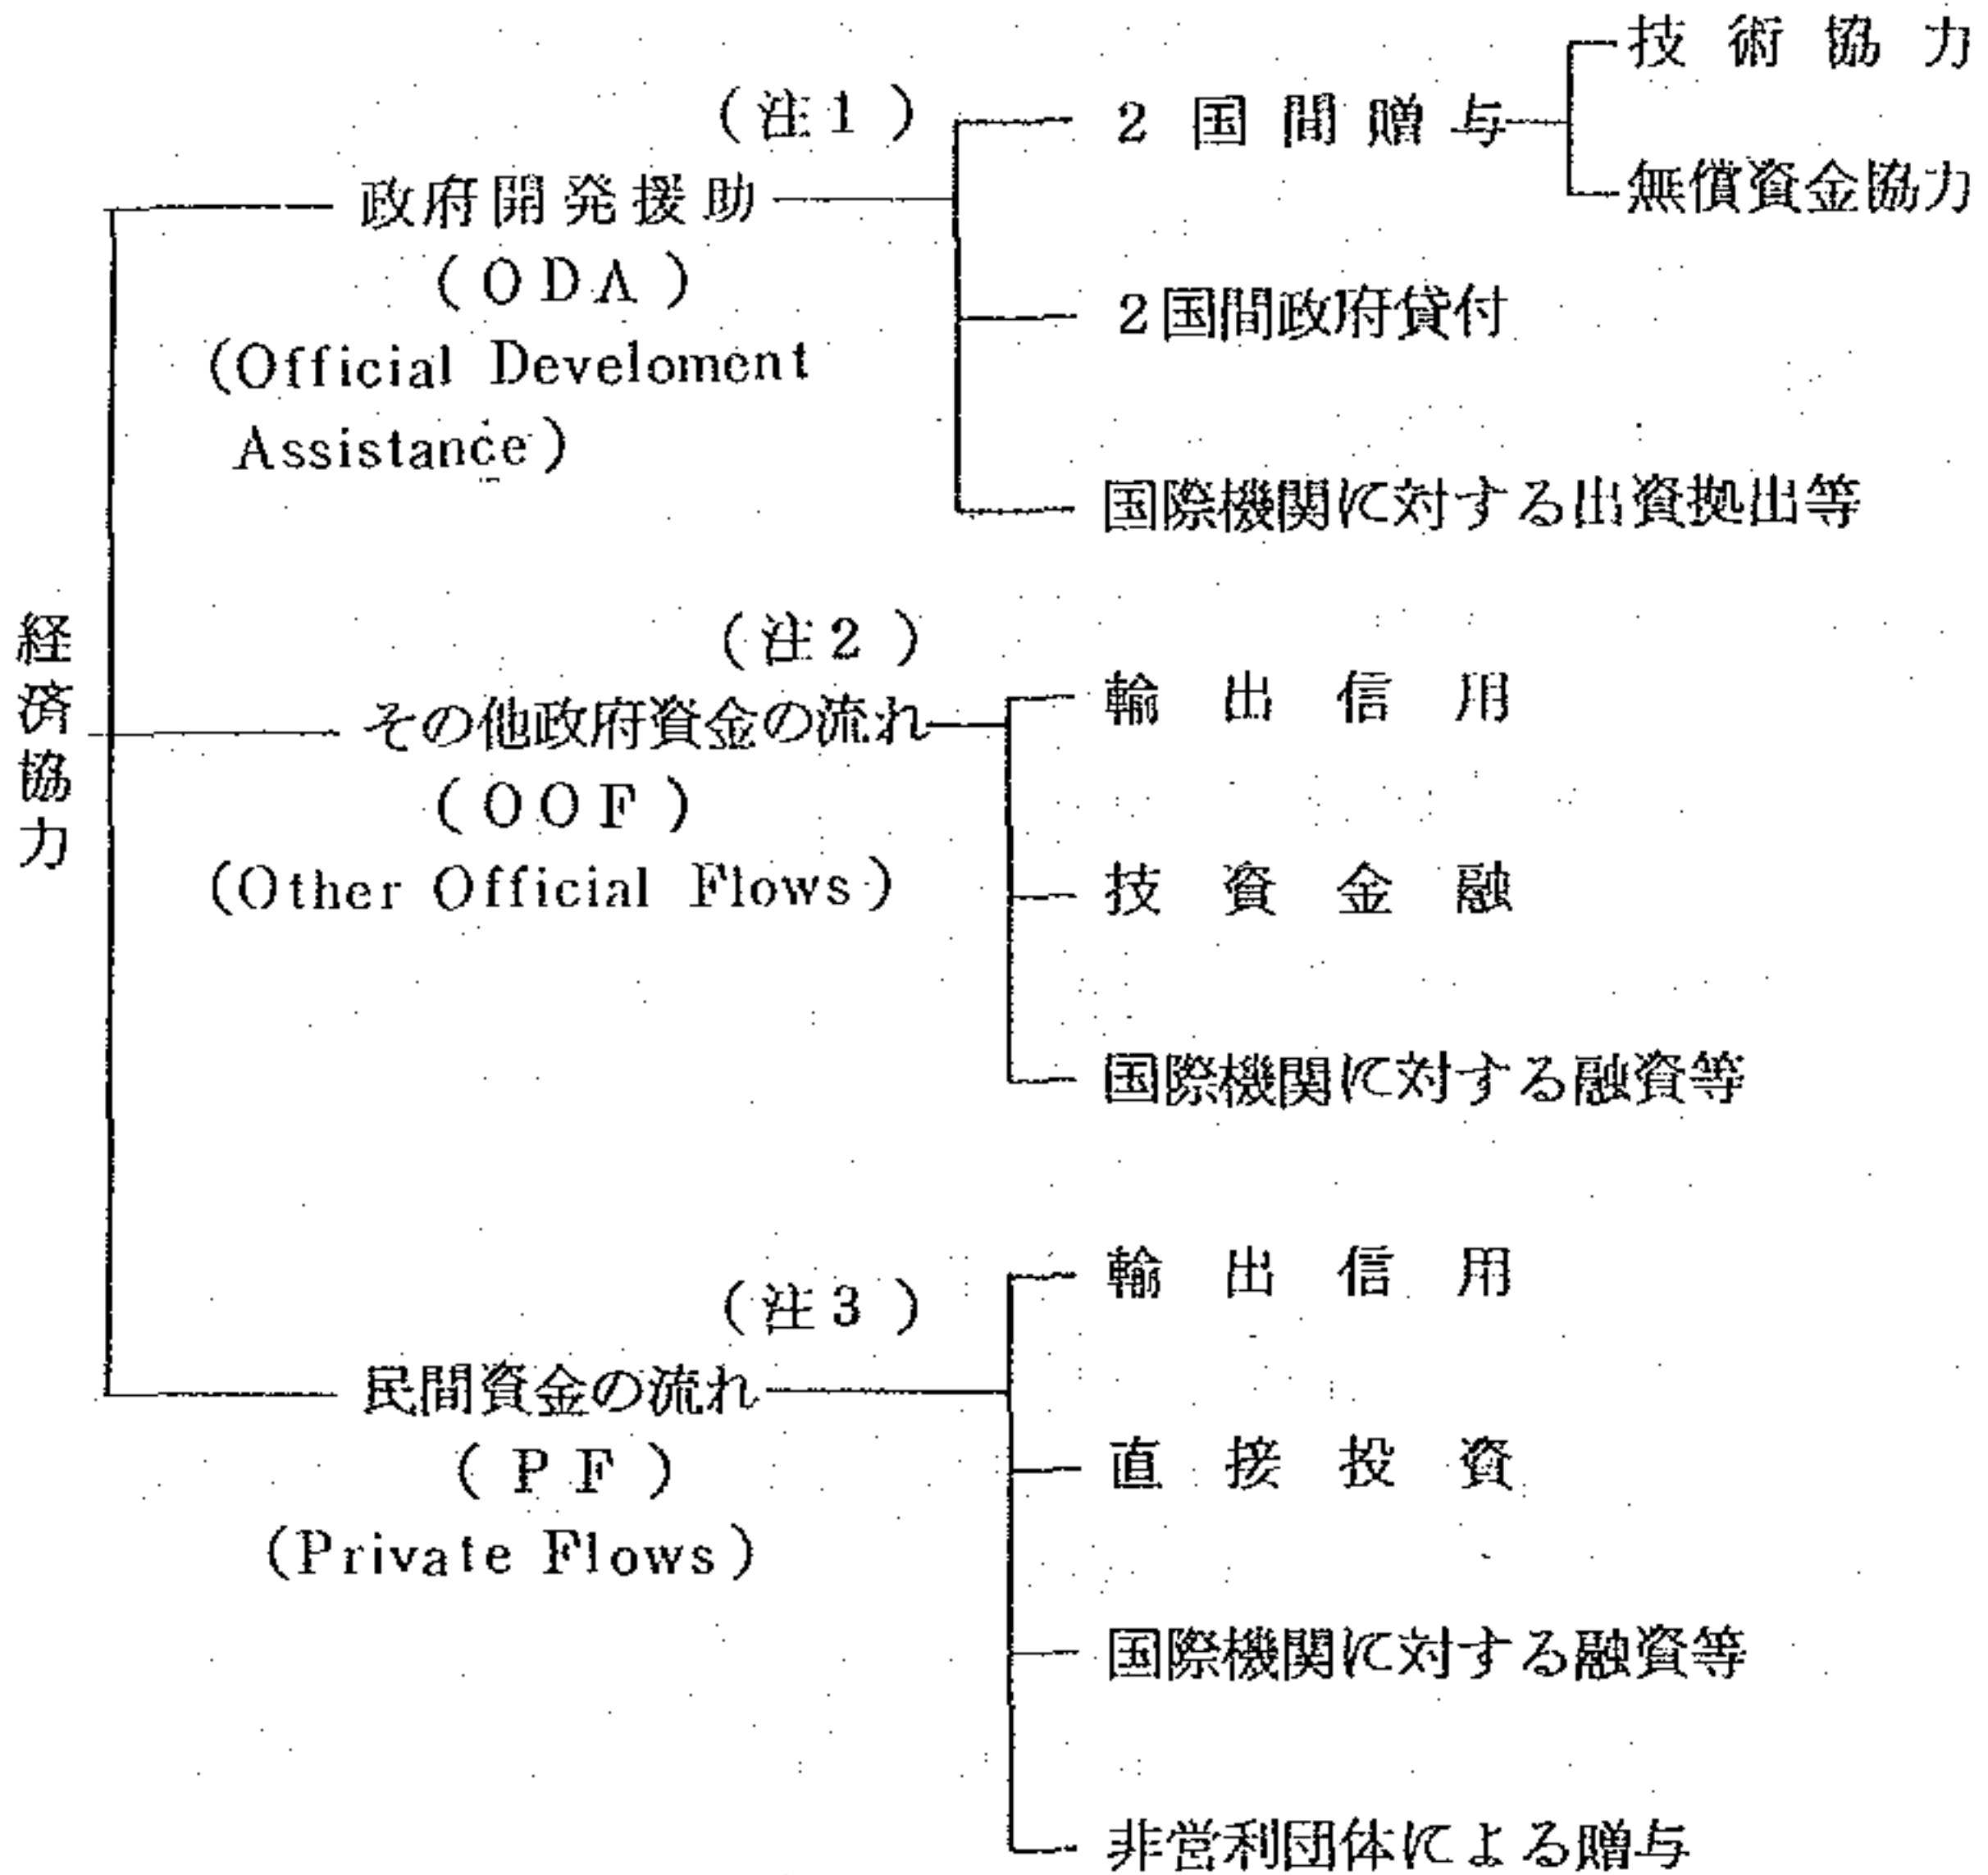 経済協力
(注1)
政府開発援助
(ODA)
(Official Develoment
Assistance)
2国間贈与
技術協力
無償資金協力
2国間政府貸付
国際機関に対する出資拠出等
(注2)
その他政府資金の流れ
(OOF)
(Other Official Flows)
輸出信用
技資金融
国際機関に対する融資等
(注3)
民間資金の流れ
(PF)
(Private Flows)
輸出信用
直接投資
国際機関に対する融資等
非営利団体による贈与